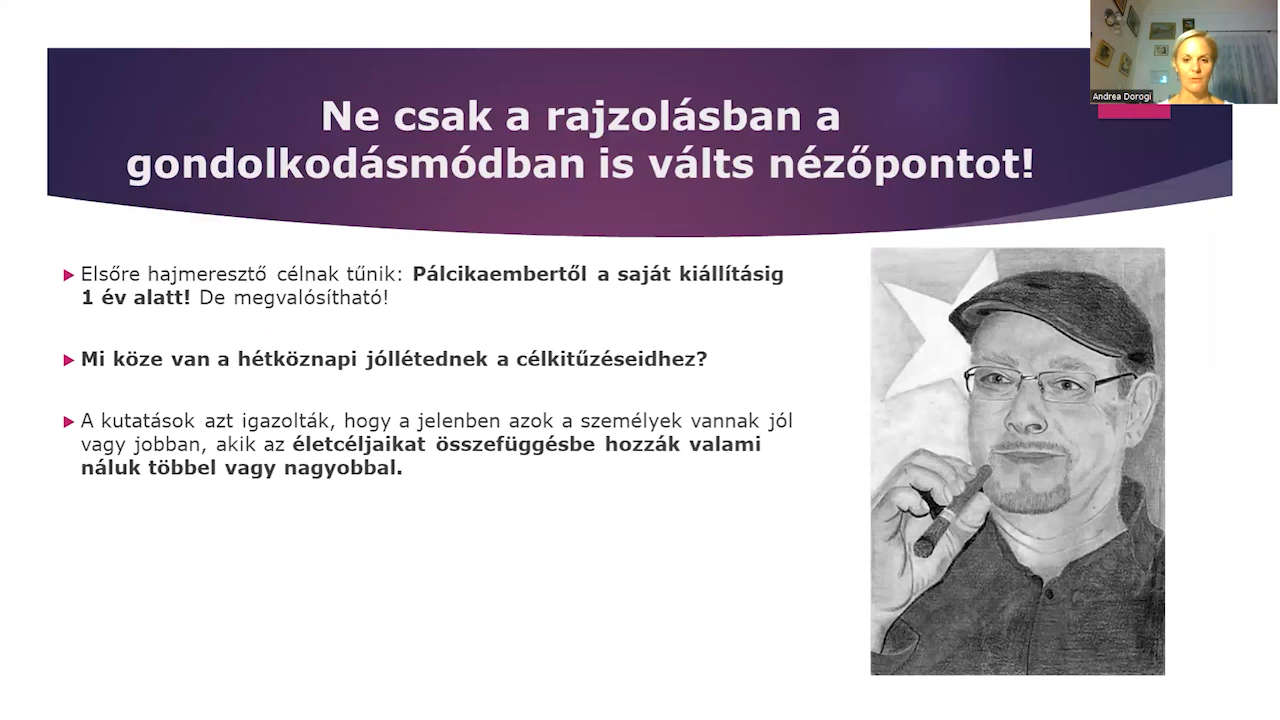 Ne csak a rajzolásban a
gondolkodásmódban is válts nézőpontot!
Andrea Dorogi
Elsőre hajmeresztő célnak tűnik: Pálcikaembertől a saját kiállításig
1 év alatt! De megvalósítható!
Mi köze van a hétköznapi jóllétednek a célkitűzéseidhez?
A kutatások azt igazolták, hogy a jelenben azok a személyek vannak jól
vagy jobban, akik az életcéljaikat összefüggésbe hozzák valami
náluk többel vagy nagyobbal.